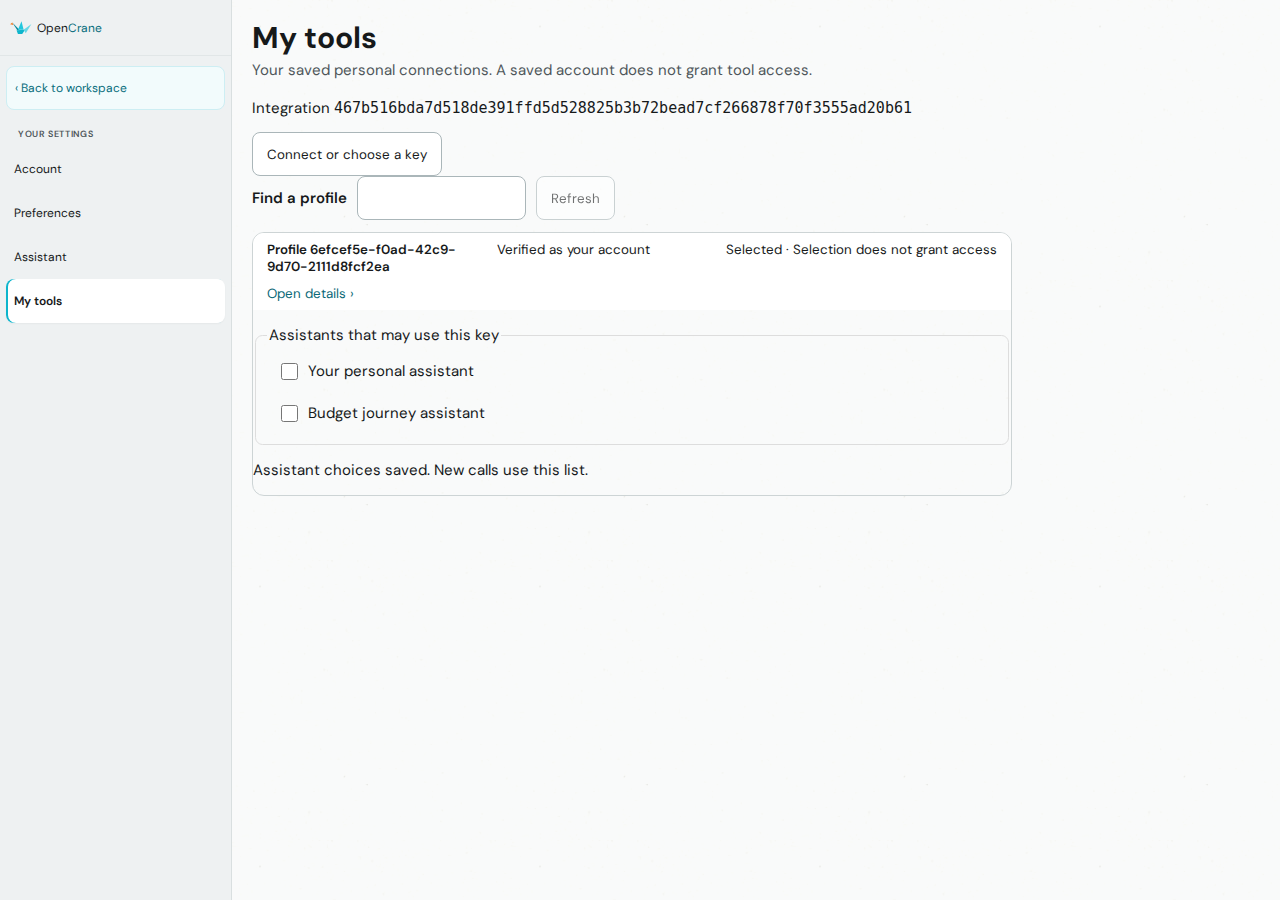 OpenCrane
‹ Back to workspace
YOUR SETTINGS
Account
Preferences
Assistant
My tools
My tools
Your saved personal connections. A saved account does not grant tool access.
Integration 467b516bda7d518de391ffd5d528825b3b72bead7cf266878f70f3555ad20b61
Connect or choose a key
Find a profile
Refresh
Profile 6efcef5e-f0ad-42c9-
9d70-2111d8fcf2ea
Verified as your account
Selected · Selection does not grant access
Open details ›
Assistants that may use this key
Your personal assistant
Budget journey assistant
Assistant choices saved. New calls use this list.